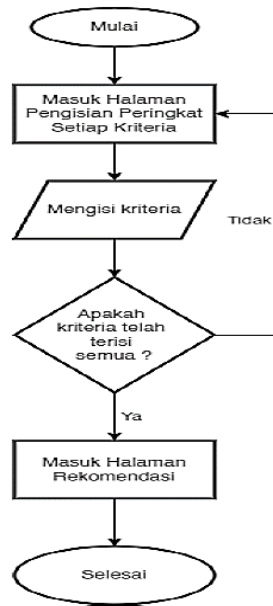 Mulai
Masuk Halaman
Pengisian Peringkat
Setiap Kriteria
Mengisi kriteria
Tidak
Apakah
kriteria telah
terisi
semua ?
Ya
Masuk Halaman
Rekomendasi
Selesai